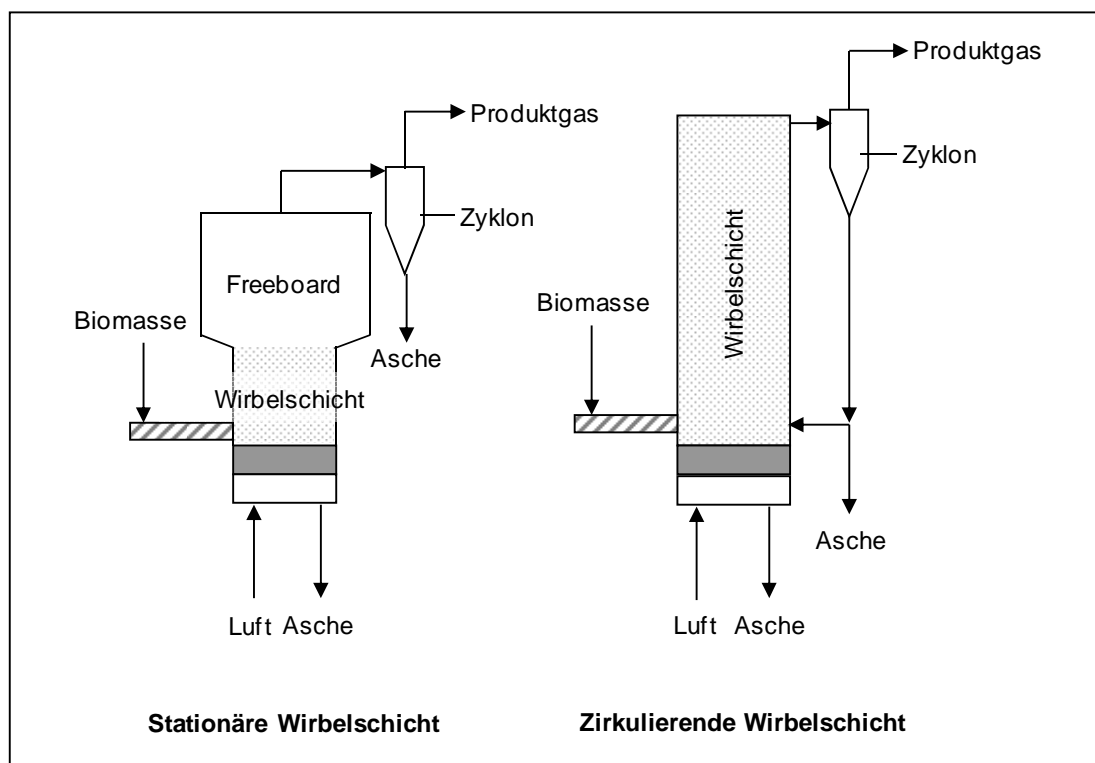 Produktgas
Zyklon
Freeboard
Biomasse
Asche
Wirbelschicht
Luft Asche
Stationäre Wirbelschicht
Produktgas
Zyklon
Wirbelschicht
Biomasse
Asche
Luft Asche
Zirkulierende Wirbelschicht